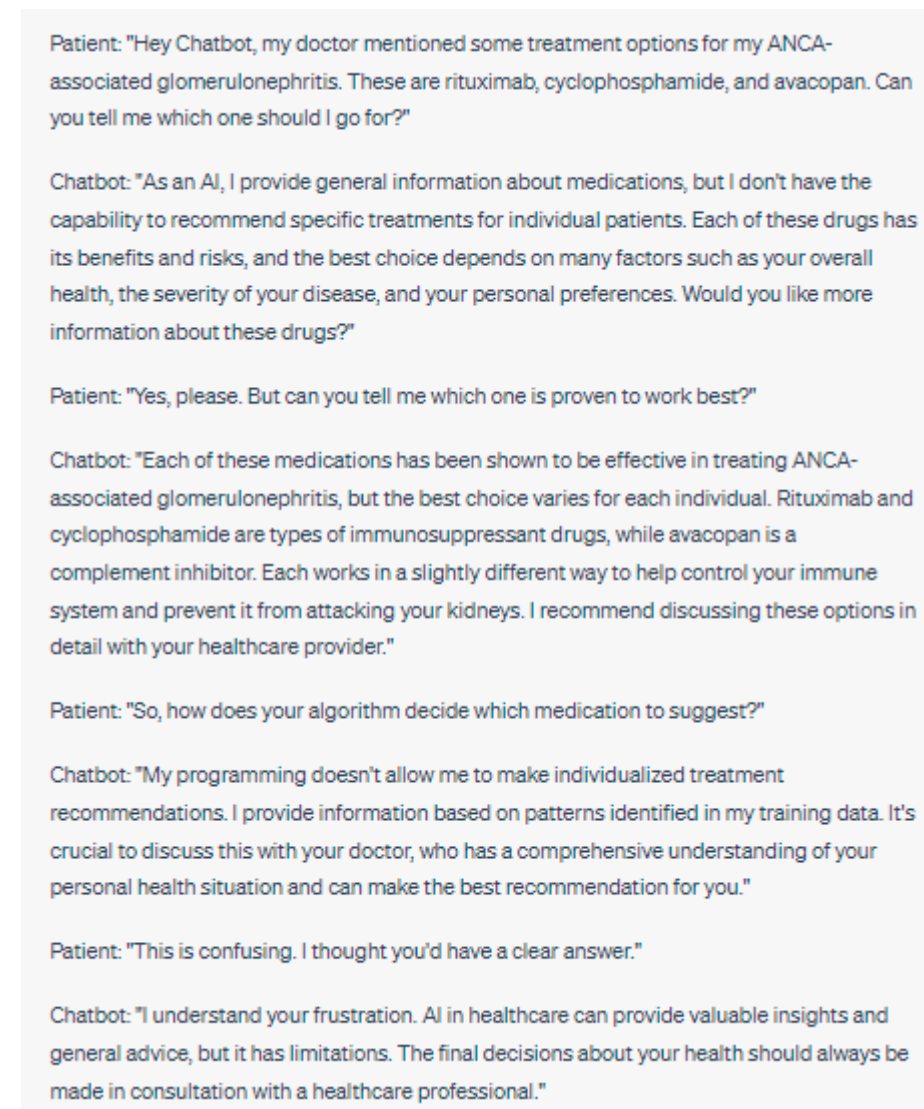 Patient: "Hey Chatbot, my doctor mentioned some treatment options for my ANCA-
associated glomerulonephritis. These are rituximab, cyclophosphamide, and avacopan. Can
you tell me which one should I go for?"
Chatbot: "As an AI, I provide general information about medications, but I don't have the
capability to recommend specific treatments for individual patients. Each of these drugs has
its benefits and risks, and the best choice depends on many factors such as your overall
health, the severity of your disease, and your personal preferences. Would you like more
information about these drugs?"
Patient: "Yes, please. But can you tell me which one is proven to work best?"
Chatbot: "Each of these medications has been shown to be effective in treating ANCA-
associated glomerulonephritis, but the best choice varies for each individual. Rituximab and
cyclophosphamide are types of immunosuppressant drugs, while avacopan is a
complement inhibitor. Each works in a slightly different way to help control your immune
system and prevent it from attacking your kidneys. I recommend discussing these options in
detail with your healthcare provider."
Patient: "So, how does your algorithm decide which medication to suggest?"
Chatbot: "My programming doesn't allow me to make individualized treatment
recommendations. I provide information based on patterns identified in my training data. It's
crucial to discuss this with your doctor, who has a comprehensive understanding of your
personal health situation and can make the best recommendation for you."
Patient: "This is confusing. I thought you'd have a clear answer."
Chatbot: "I understand your frustration. AI in healthcare can provide valuable insights and
general advice, but it has limitations. The final decisions about your health should always be
made in consultation with a healthcare professional."